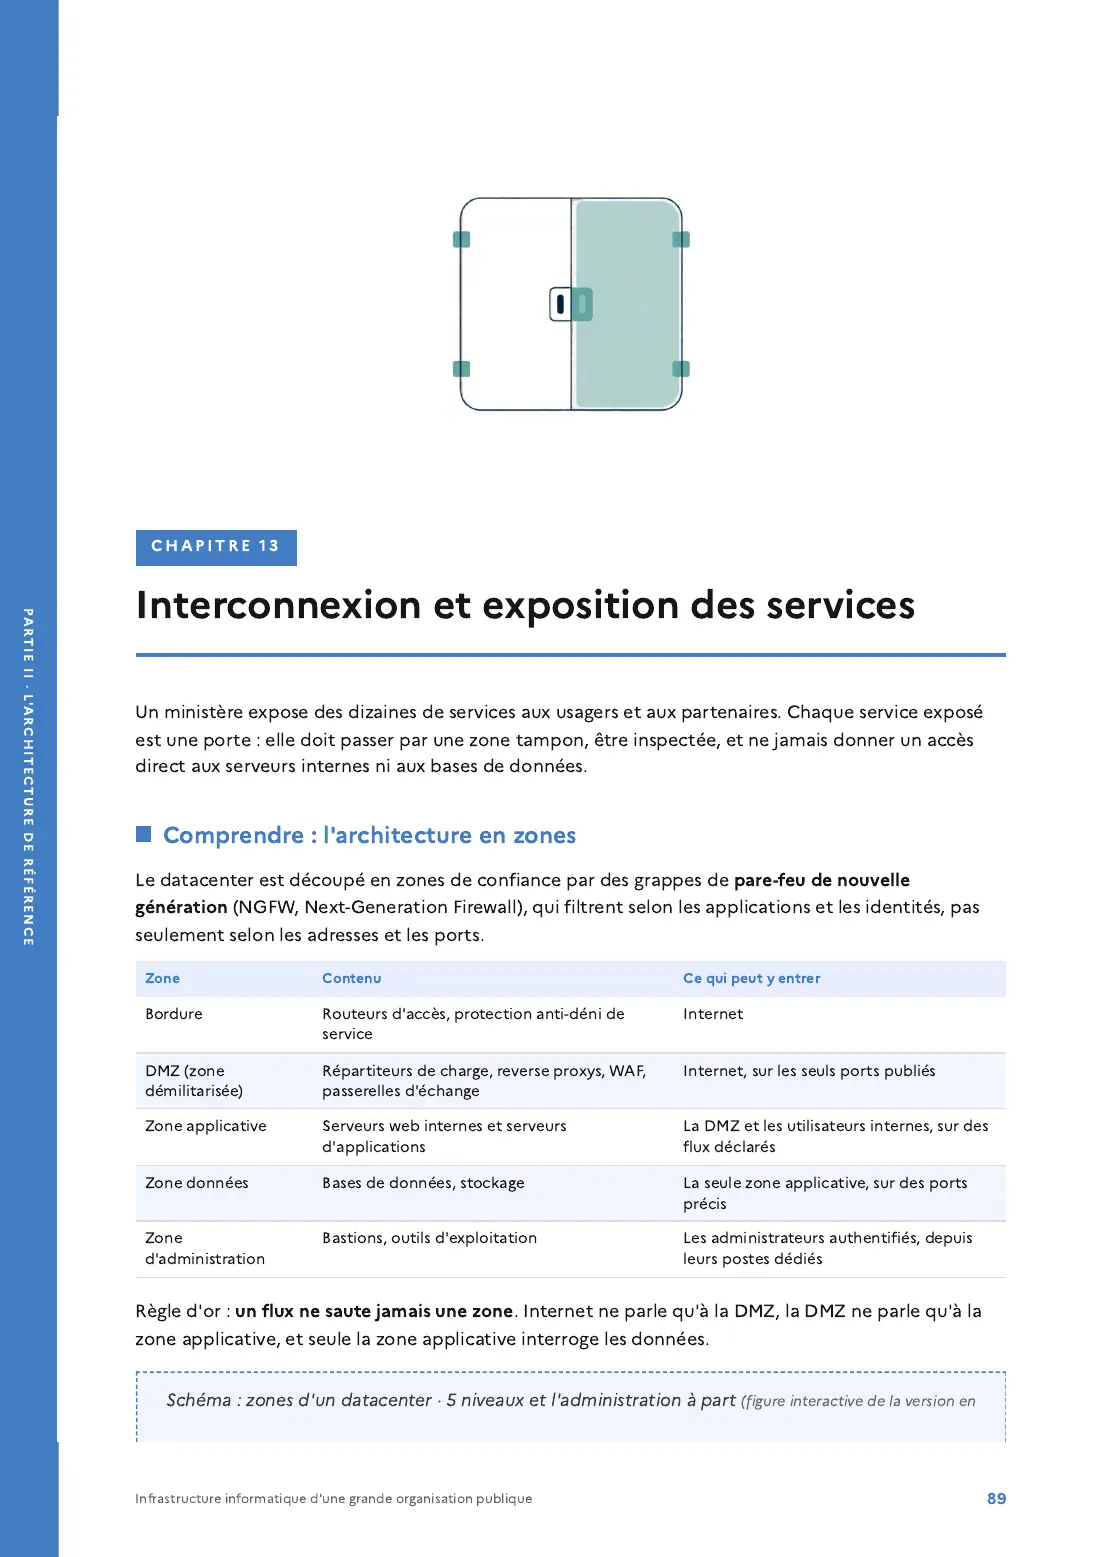 PARTIE II · L'ARCHITECTURE DE RÉFÉRENCE
CHAPITRE 13
Interconnexion et exposition des services
Un ministère expose des dizaines de services aux usagers et aux partenaires. Chaque service exposé
est une porte : elle doit passer par une zone tampon, être inspectée, et ne jamais donner un accès
direct aux serveurs internes ni aux bases de données.
Comprendre : l'architecture en zones
Le datacenter est découpé en zones de confiance par des grappes de pare-feu de nouvelle
génération (NGFW, Next-Generation Firewall), qui filtrent selon les applications et les identités, pas
seulement selon les adresses et les ports.
Zone Contenu Ce qui peut y entrer
Bordure Routeurs d'accès, protection anti-déni de Internet
service
DMZ (zone Répartiteurs de charge, reverse proxys, WAF, Internet, sur les seuls ports publiés
démilitarisée) passerelles d'échange
Zone applicative Serveurs web internes et serveurs La DMZ et les utilisateurs internes, sur des
d'applications flux déclarés
Zone données Bases de données, stockage La seule zone applicative, sur des ports
précis
Zone Bastions, outils d'exploitation Les administrateurs authentifiés, depuis
d'administration leurs postes dédiés
Règle d'or : un flux ne saute jamais une zone. Internet ne parle qu'à la DMZ, la DMZ ne parle qu'à la
zone applicative, et seule la zone applicative interroge les données.
Schéma : zones d'un datacenter · 5 niveaux et l'administration à part (figure interactive de la version en
Infrastructure informatique d'une grande organisation publique 89